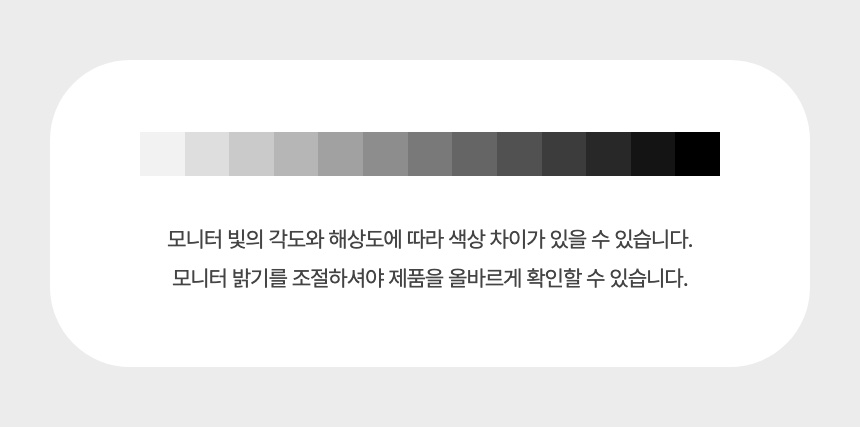 모니터 빛의 각도와 해상도에 따라 색상 차이가 있을 수 있습니다.
모니터 밝기를 조절하셔야 제품을 올바르게 확인할 수 있습니다.